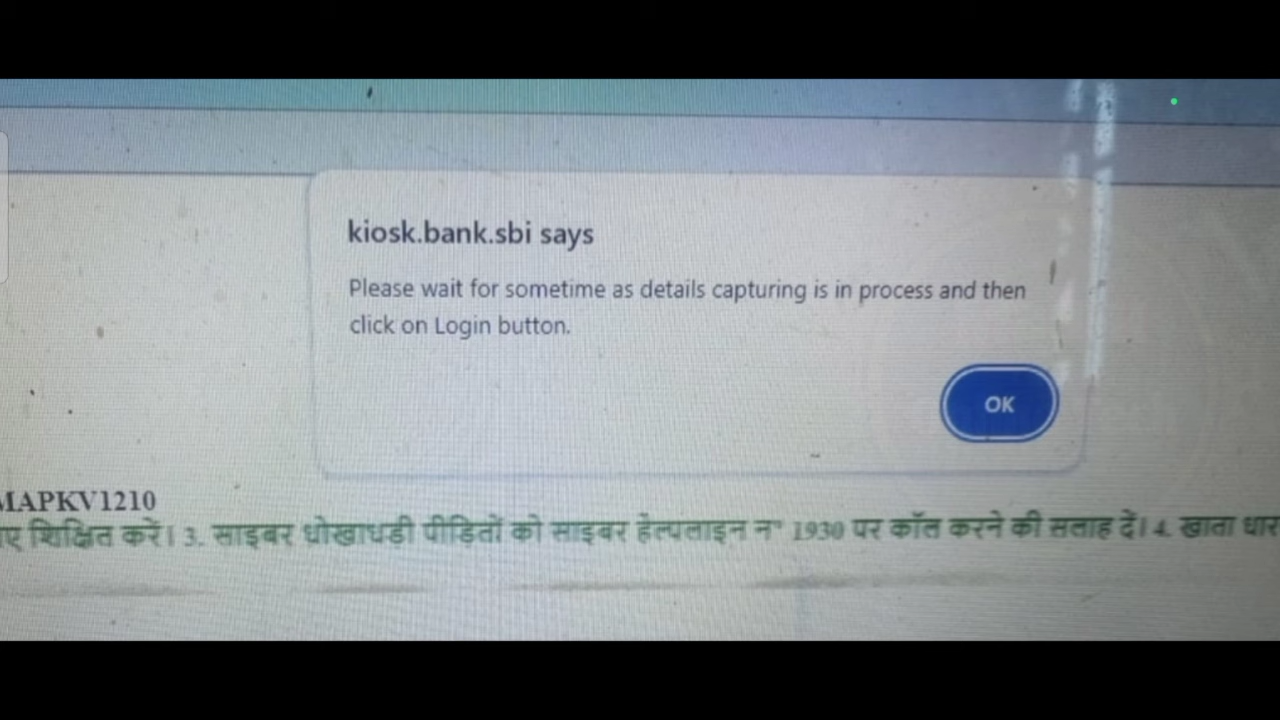 kiosk.bank.sbi says
Please wait for sometime as details capturing is in process and then
click on Login button.
OK
MAPKV1210
शिक्षित करें। 3. साइबर धोखाधड़ी पीड़ितों को साइबर हेल्पलाइन न° 1930 पर कॉल करने की सलाह दें। 4. खाता